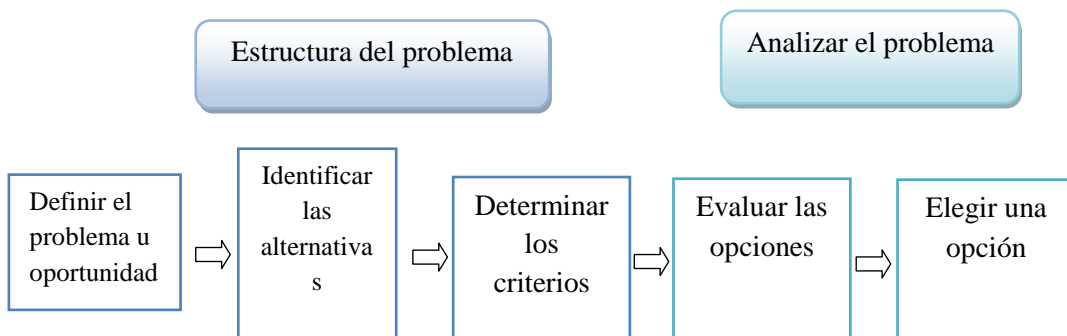 Estructura del problema
Analizar el problema
Definir el
problema u
oportunidad
Identificar
las
alternativa
s
Determinar
los
criterios
Evaluar las
opciones
Elegir una
opción